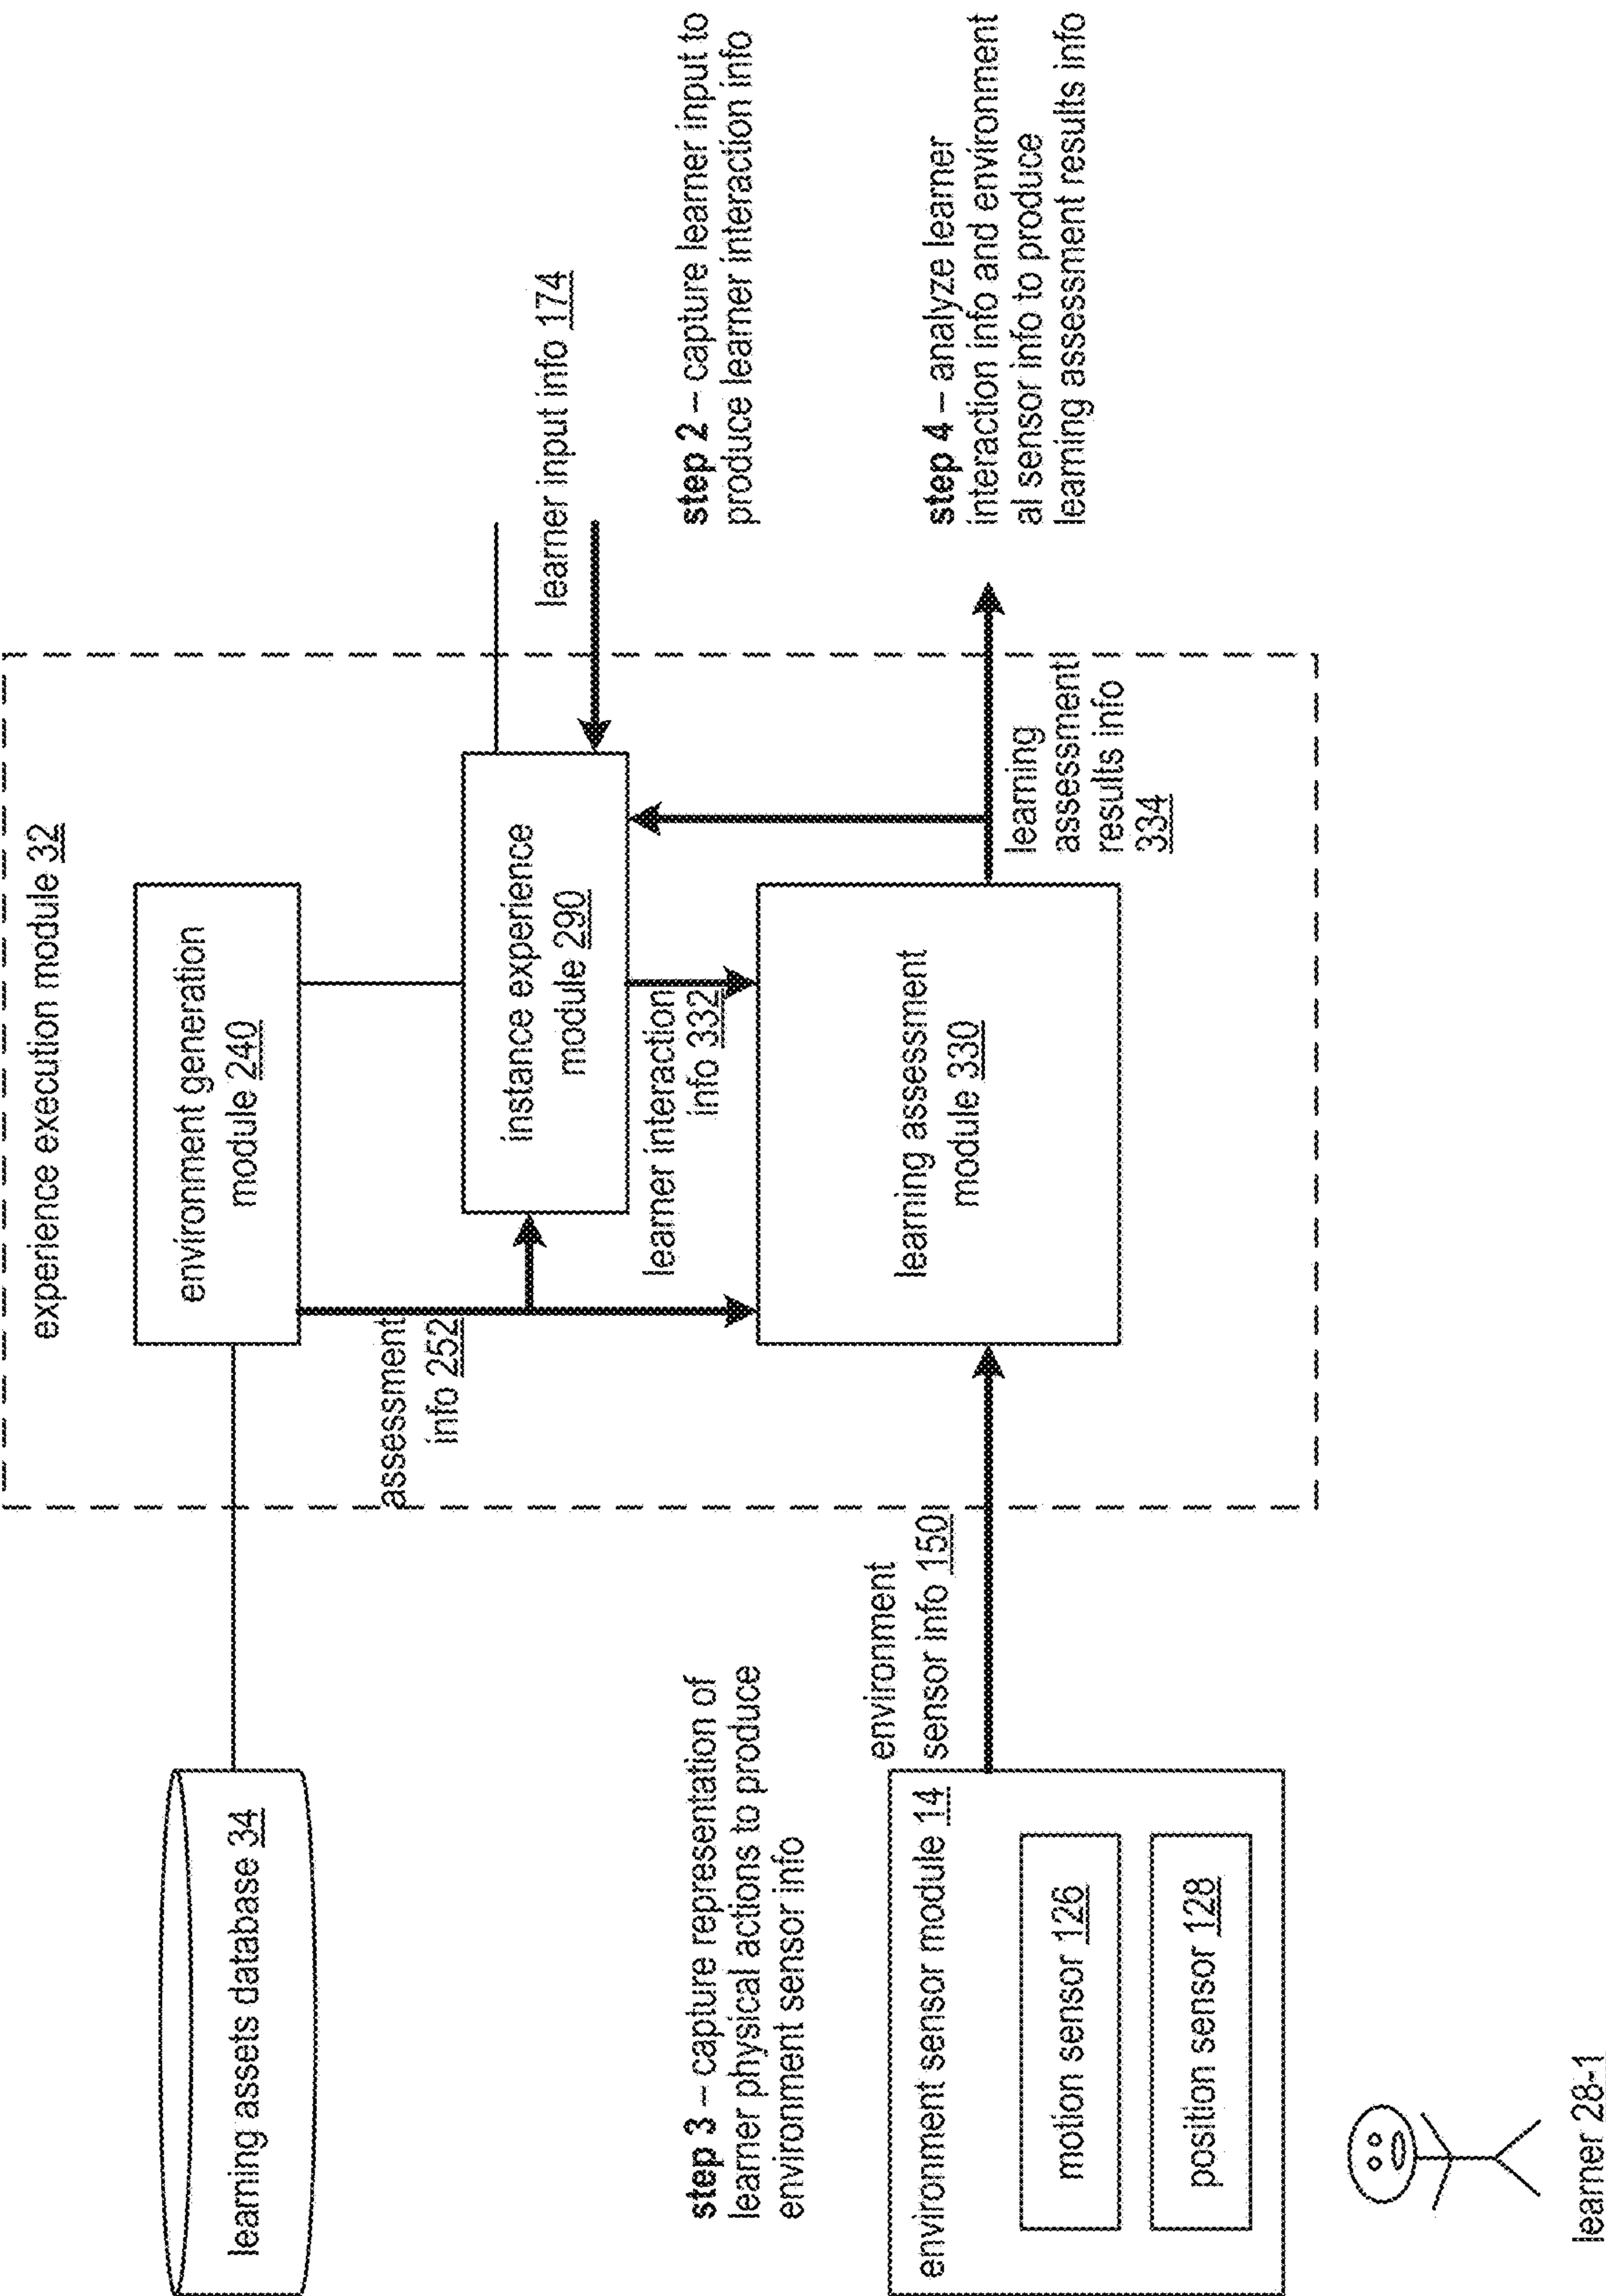 experience execution module 32
learning assets database 34
environment generation
module 240
assessment
info 252
instance experience
module 290
learner input info 174
step 2 – capture learner input to
produce learner interaction info
learner interaction
info 332
step 3 – capture representation of
learner physical actions to produce
environment sensor info
environment
sensor info 150
learning assessment
module 330
step 4 – analyze learner
interaction info and environment
al sensor info to produce
learning assessment results info
learning
assessment
results info
334
environment sensor module 14
motion sensor 126
position sensor 128
learner 28-1